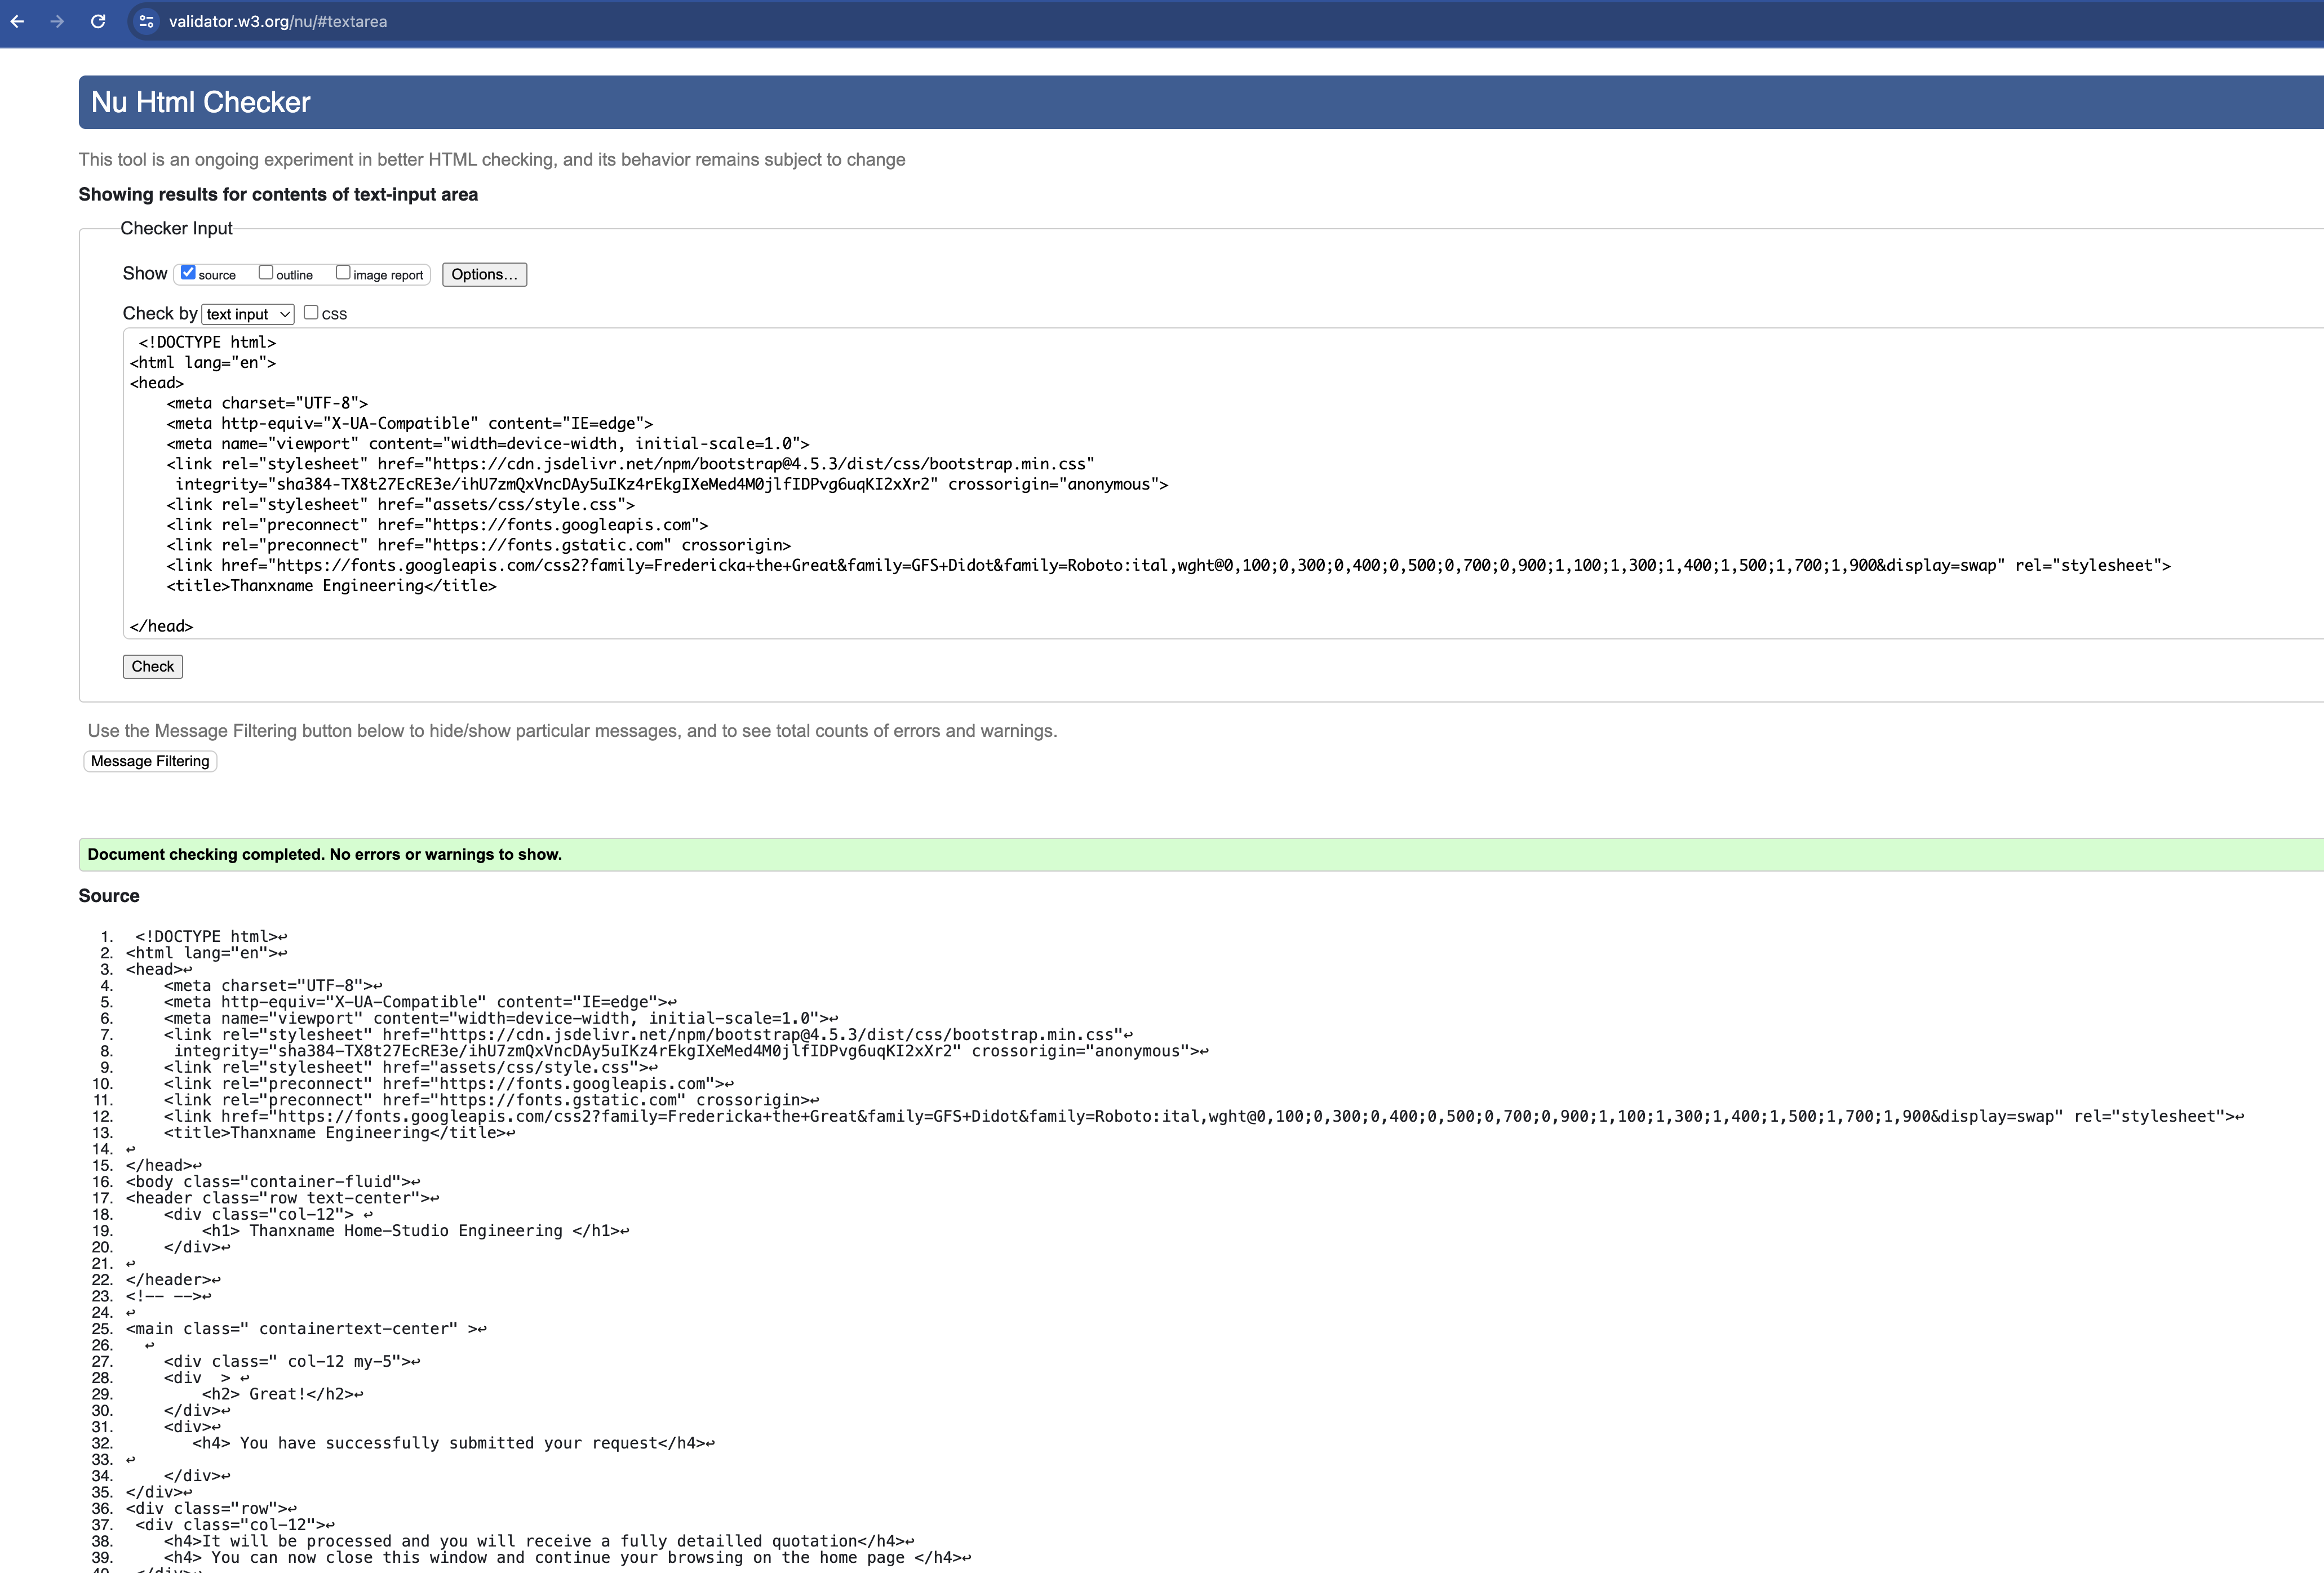 validator.w3.org/nu/#textarea
Nu Html Checker
This tool is an ongoing experiment in better HTML checking, and its behavior remains subject to change
Showing results for contents of text-input area
Checker Input
Show source outline image report Options...
Check by text input CSS
<!DOCTYPE html>
<html lang="en">
<head>
    <meta charset="UTF-8">
    <meta http-equiv="X-UA-Compatible" content="IE=edge">
    <meta name="viewport" content="width=device-width, initial-scale=1.0">
    <link rel="stylesheet" href="https://cdn.jsdelivr.net/npm/bootstrap@4.5.3/dist/css/bootstrap.min.css"
     integrity="sha384-TX8t27EcRE3e/ihU7zmQxVncDAy5uIKz4rEkgIXeMed4M0jlfIDPvg6uqKI2xXr2" crossorigin="anonymous">
    <link rel="stylesheet" href="assets/css/style.css">
    <link rel="preconnect" href="https://fonts.googleapis.com">
    <link rel="preconnect" href="https://fonts.gstatic.com" crossorigin>
    <link href="https://fonts.googleapis.com/css2?family=Fredericka+the+Great&family=GFS+Didot&family=Roboto:ital,wght@0,100;0,300;0,400;0,500;0,700;0,900;1,100;1,300;1,400;1,500;1,700;1,900&display=swap" rel="stylesheet">
    <title>Thanxname Engineering</title>
</head>
Check
Use the Message Filtering button below to hide/show particular messages, and to see total counts of errors and warnings.
Message Filtering
Document checking completed. No errors or warnings to show.
Source
1. <!DOCTYPE html>↩
2. <html lang="en">↩
3. <head>↩
4.     <meta charset="UTF-8">↩
5.     <meta http-equiv="X-UA-Compatible" content="IE=edge">↩
6.     <meta name="viewport" content="width=device-width, initial-scale=1.0">↩
7.     <link rel="stylesheet" href="https://cdn.jsdelivr.net/npm/bootstrap@4.5.3/dist/css/bootstrap.min.css"↩
8.      integrity="sha384-TX8t27EcRE3e/ihU7zmQxVncDAy5uIKz4rEkgIXeMed4M0jlfIDPvg6uqKI2xXr2" crossorigin="anonymous">↩
9.     <link rel="stylesheet" href="assets/css/style.css">↩
10.     <link rel="preconnect" href="https://fonts.googleapis.com">↩
11.     <link rel="preconnect" href="https://fonts.gstatic.com" crossorigin>↩
12.     <link href="https://fonts.googleapis.com/css2?family=Fredericka+the+Great&family=GFS+Didot&family=Roboto:ital,wght@0,100;0,300;0,400;0,500;0,700;0,900;1,100;1,300;1,400;1,500;1,700;1,900&display=swap" rel="stylesheet">↩
13.     <title>Thanxname Engineering</title>↩
14. ↩
15. </head>↩
16. <body class="container-fluid">↩
17. <header class="row text-center">↩
18.     <div class="col-12"> ↩
19.         <h1> Thanxname Home-Studio Engineering </h1>↩
20.     </div>↩
21. ↩
22. </header>↩
23. <!-- -->↩
24. ↩
25. <main class=" containertext-center" >↩
26.   ↩
27.     <div class=" col-12 my-5">↩
28.     <div  > ↩
29.         <h2> Great!</h2>↩
30.     </div>↩
31.     <div>↩
32.        <h4> You have successfully submitted your request</h4>↩
33. ↩
34.     </div>↩
35. </div>↩
36. <div class="row">↩
37.  <div class="col-12">↩
38.     <h4>It will be processed and you will receive a fully detailled quotation</h4>↩
39.     <h4> You can now close this window and continue your browsing on the home page </h4>↩
40.  </div>↩